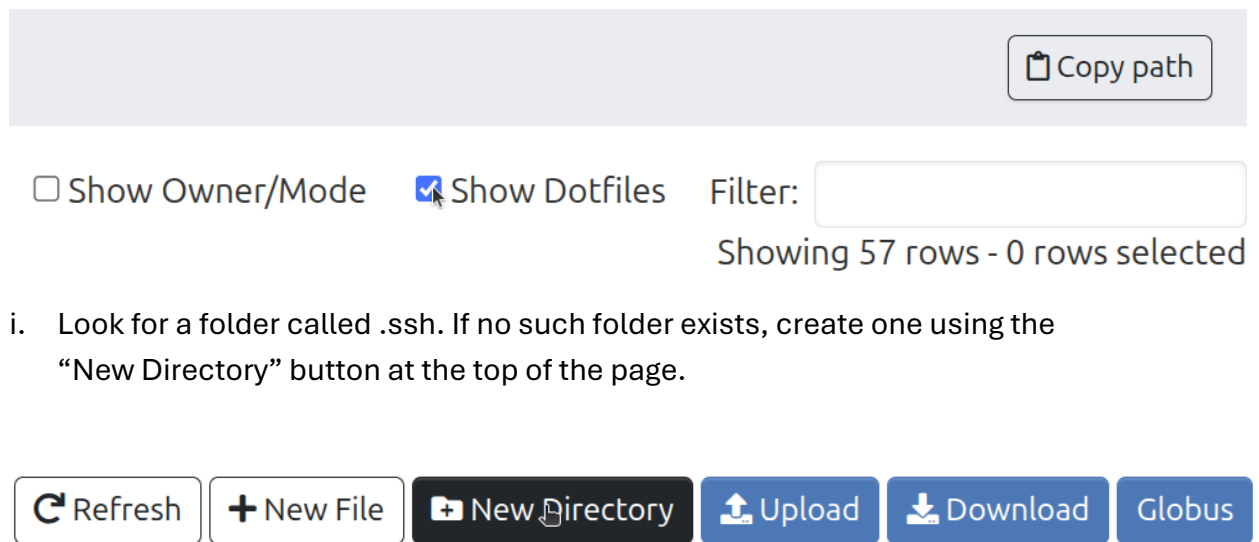 Copy path
Show Owner/Mode Show Dotfiles Filter:
Showing 57 rows - 0 rows selected
i. Look for a folder called .ssh. If no such folder exists, create one using the
“New Directory” button at the top of the page.
Refresh New File New Directory Upload Download Globus